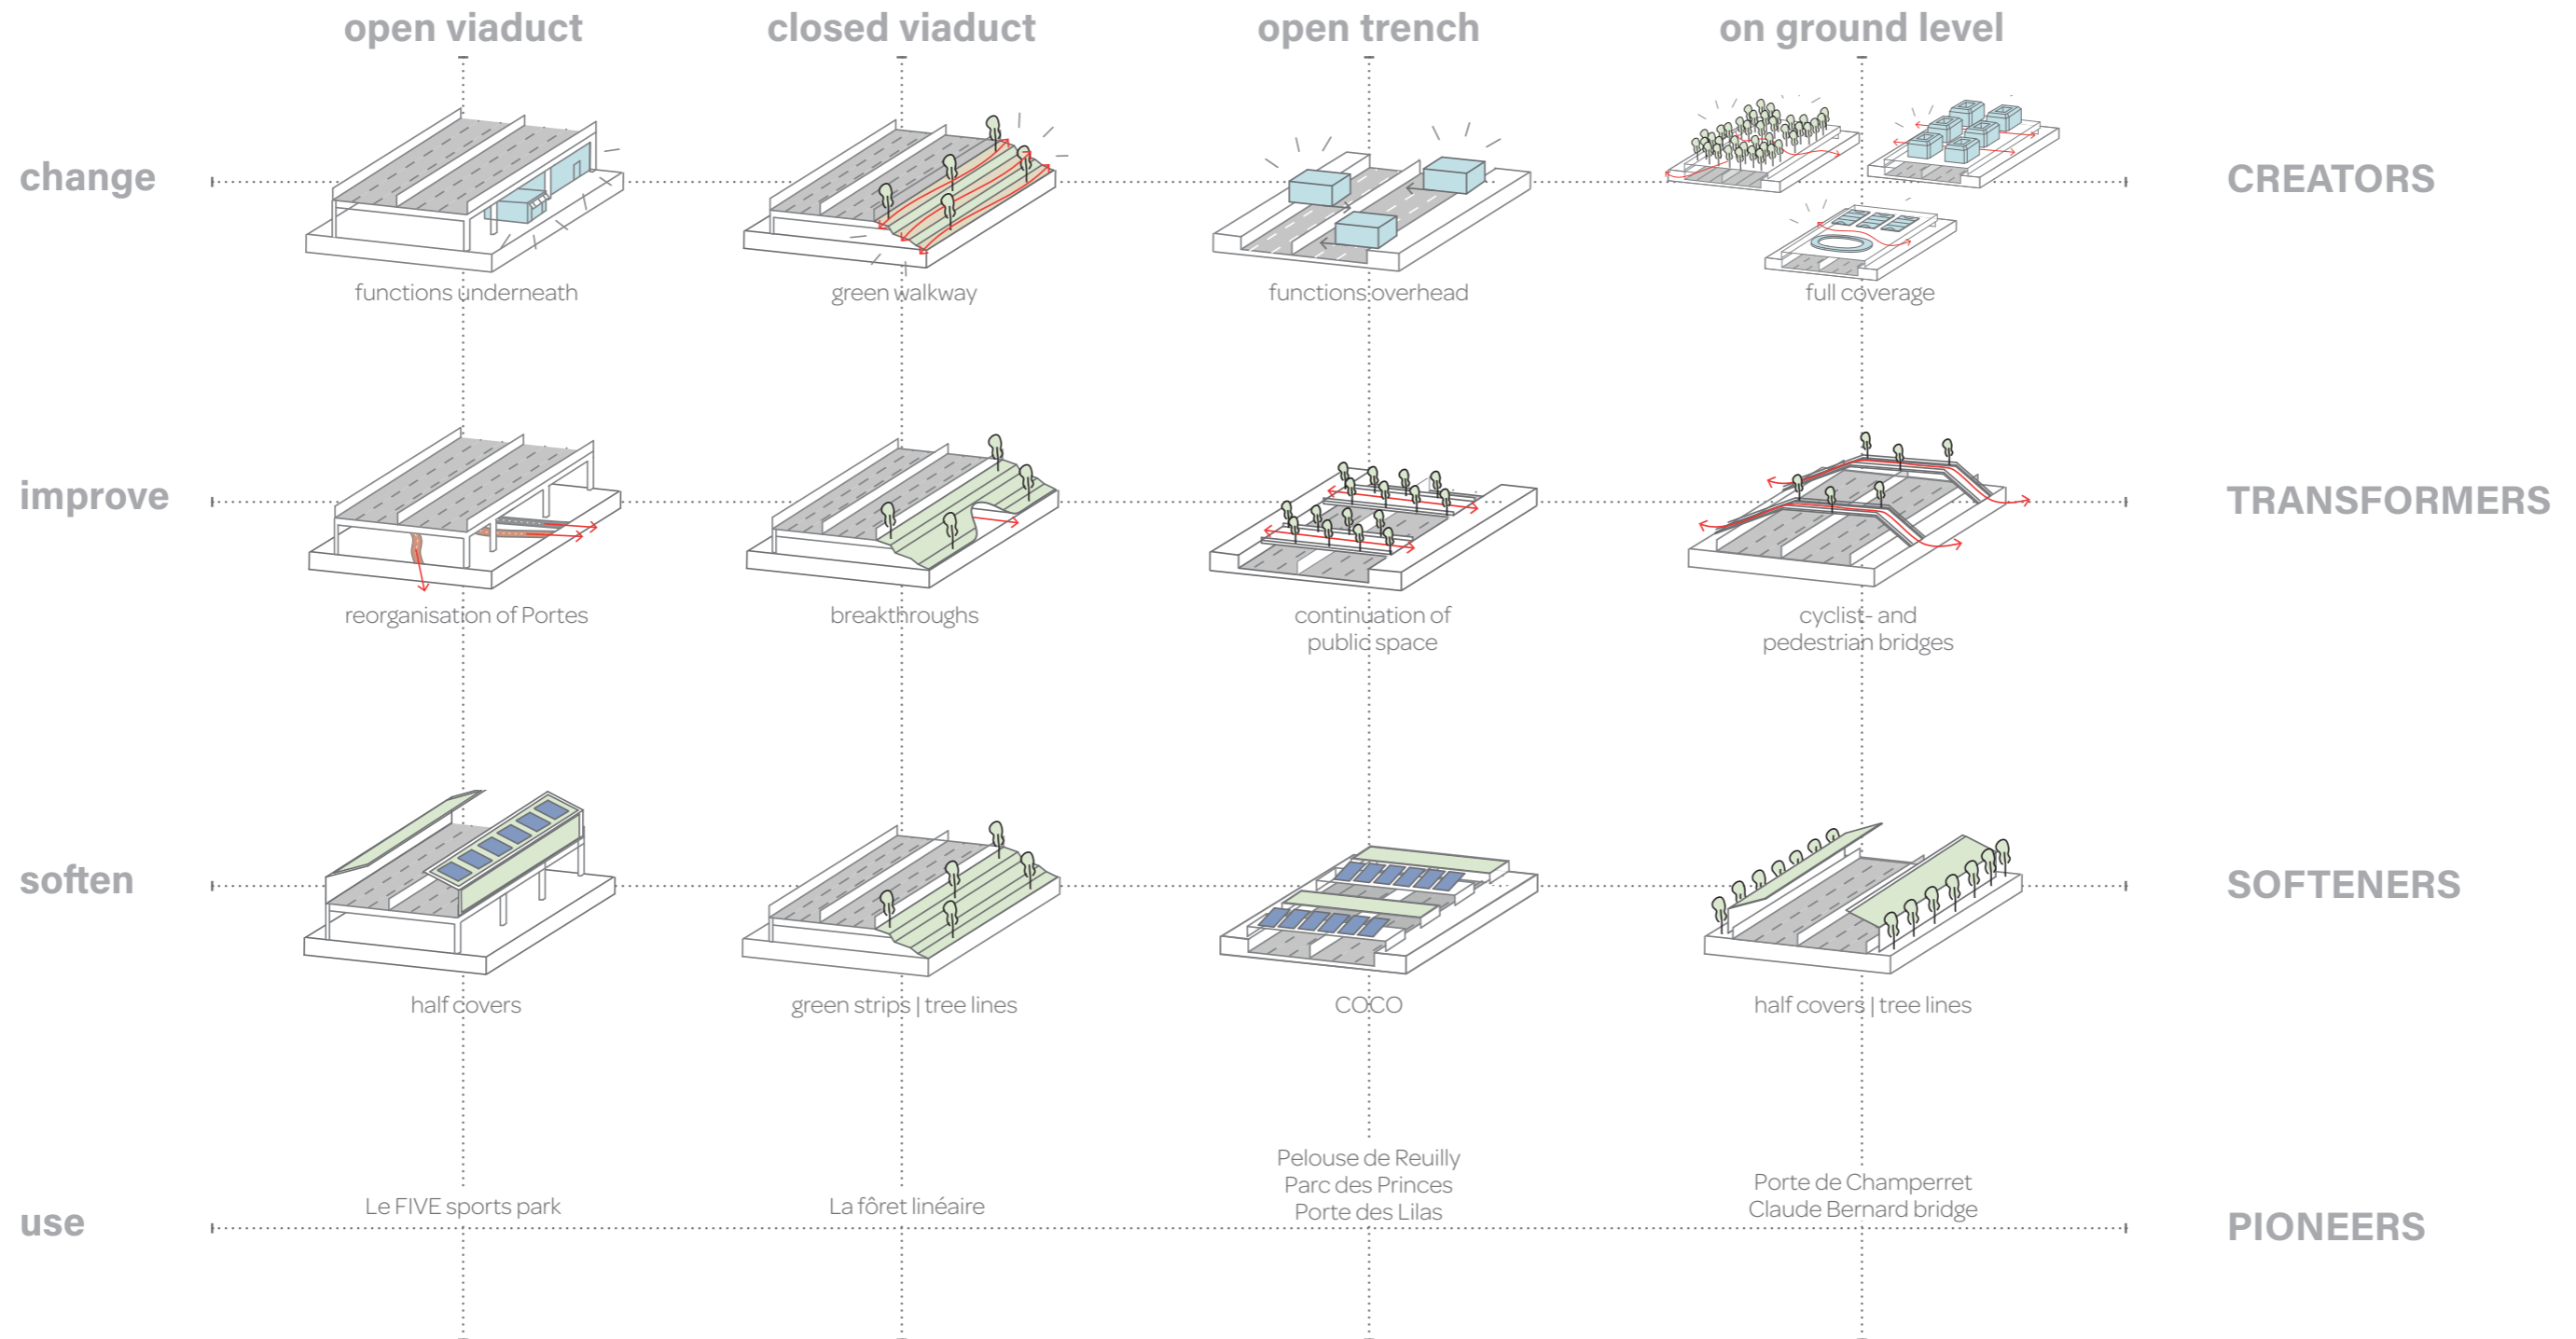 open viaduct
closed viaduct
open trench
on ground level
change
CREATORS
functions underneath
green walkway
functions overhead
full coverage
improve
TRANSFORMERS
reorganisation of Portes
breakthroughs
continuation of
public space
cyclist- and
pedestrian bridges
soften
SOFTENERS
half covers
green strips | tree lines
COCO
half covers | tree lines
use
Le FIVE sports park
La fôret linéaire
Pelouse de Reuilly
Parc des Princes
Porte des Lilas
Porte de Champerret
Claude Bernard bridge
PIONEERS